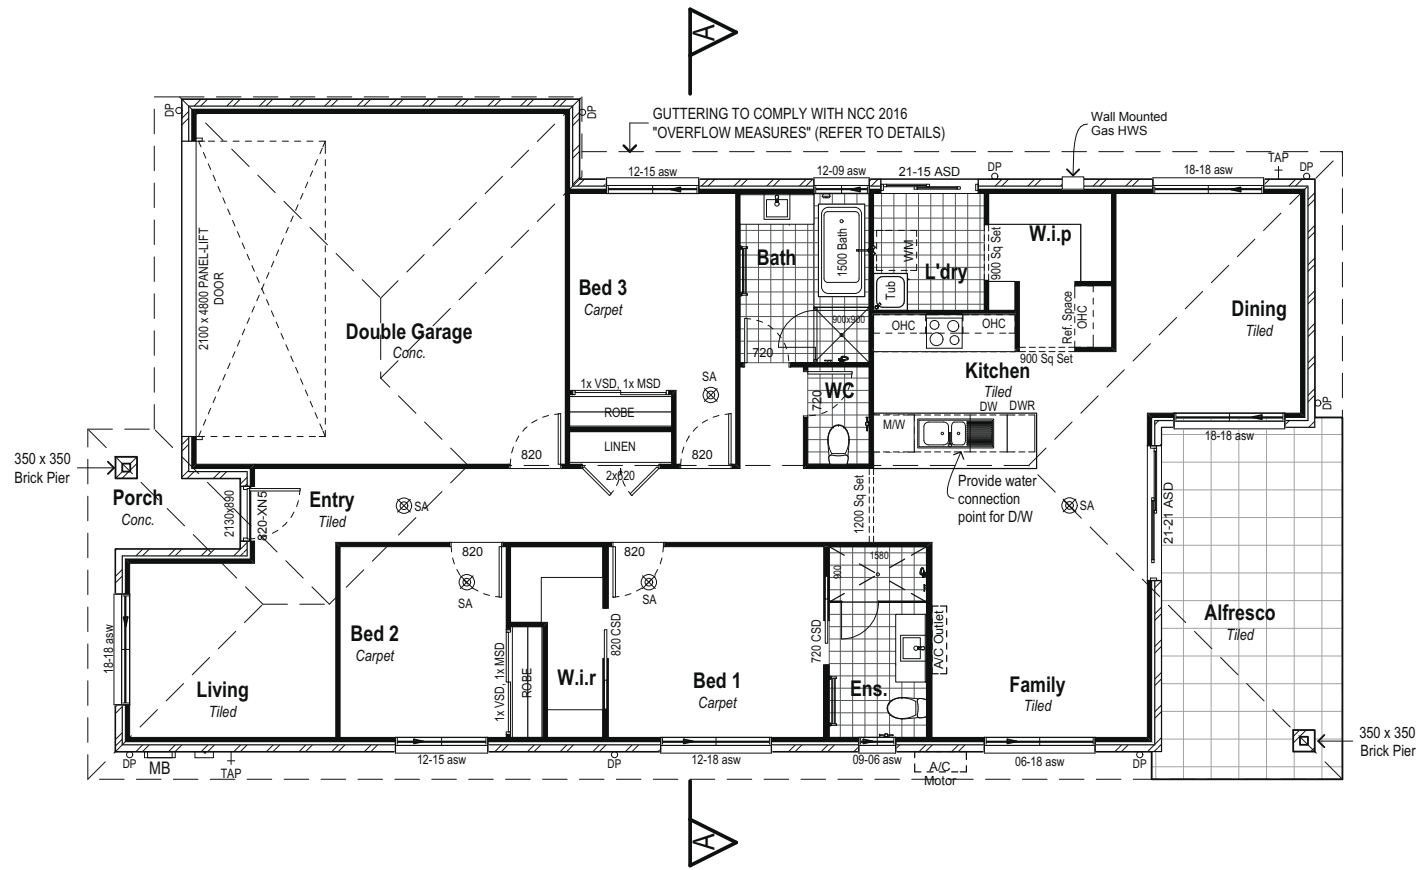 A
GUTTERING TO COMPLY WITH NCC 2016
"OVERFLOW MEASURES" (REFER TO DETAILS)
Wall Mounted
Gas HWS
DP
DP
12-15 asw
12-09 asw
21-15 ASD
DP
18-18 asw
TAP
DP
2100 x 4800 PANEL-LIFT
DOOR
Double Garage
Conc.
Bed 3
Carpet
Bath
1500 Bath
WM
L'dry
Tub
900 Sq Set
W.i.p
Ref. Space
OHC
Dining
Tiled
900x900
OHC
OHC
900 Sq Set
720
Kitchen
Tiled
1x VSD, 1x MSD
SA
WC
720
ROBE
LINEN
820
820
2x620
M/W
DW
DWR
DP
18-18 asw
350 x 350
Brick Pier
Porch
Conc.
2130x890
820-XN5
Entry
Tiled
SA
1200 Sq Set
Provide water
connection
point for D/W
SA
21-21 ASD
820
820
SA
SA
1580
900
Bed 2
Carpet
1x VSD, 1x MSD
ROBE
W.i.r
820 CSD
Bed 1
Carpet
720 CSD
Ens.
A/C Outlet
Family
Tiled
Alfresco
Tiled
18-18 asw
Living
Tiled
350 x 350
Brick Pier
DP
MB
TAP
12-15 asw
DP
12-18 asw
09-06 asw
A/C
Motor
06-18 asw
DP
A